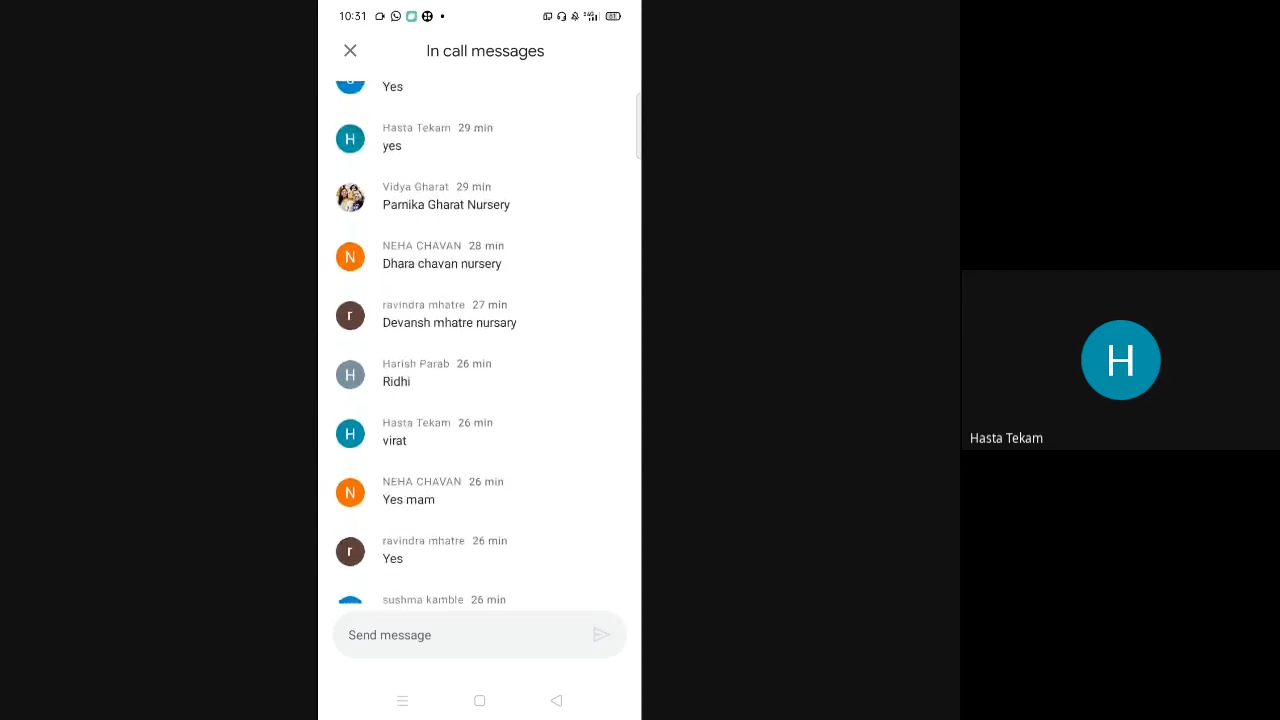 10:31
In call messages
Yes
H
Hasta Tekam 29 min
yes
Vidya Gharat 29 min
Parnika Gharat Nursery
N
NEHA CHAVAN 28 min
Dhara chavan nursery
r
ravindra mhatre 27 min
Devansh mhatre nursary
H
Harish Parab 26 min
Ridhi
H
Hasta Tekam 26 min
virat
N
NEHA CHAVAN 26 min
Yes mam
r
ravindra mhatre 26 min
Yes
sushma kamble 26 min
Send message
H
Hasta Tekam